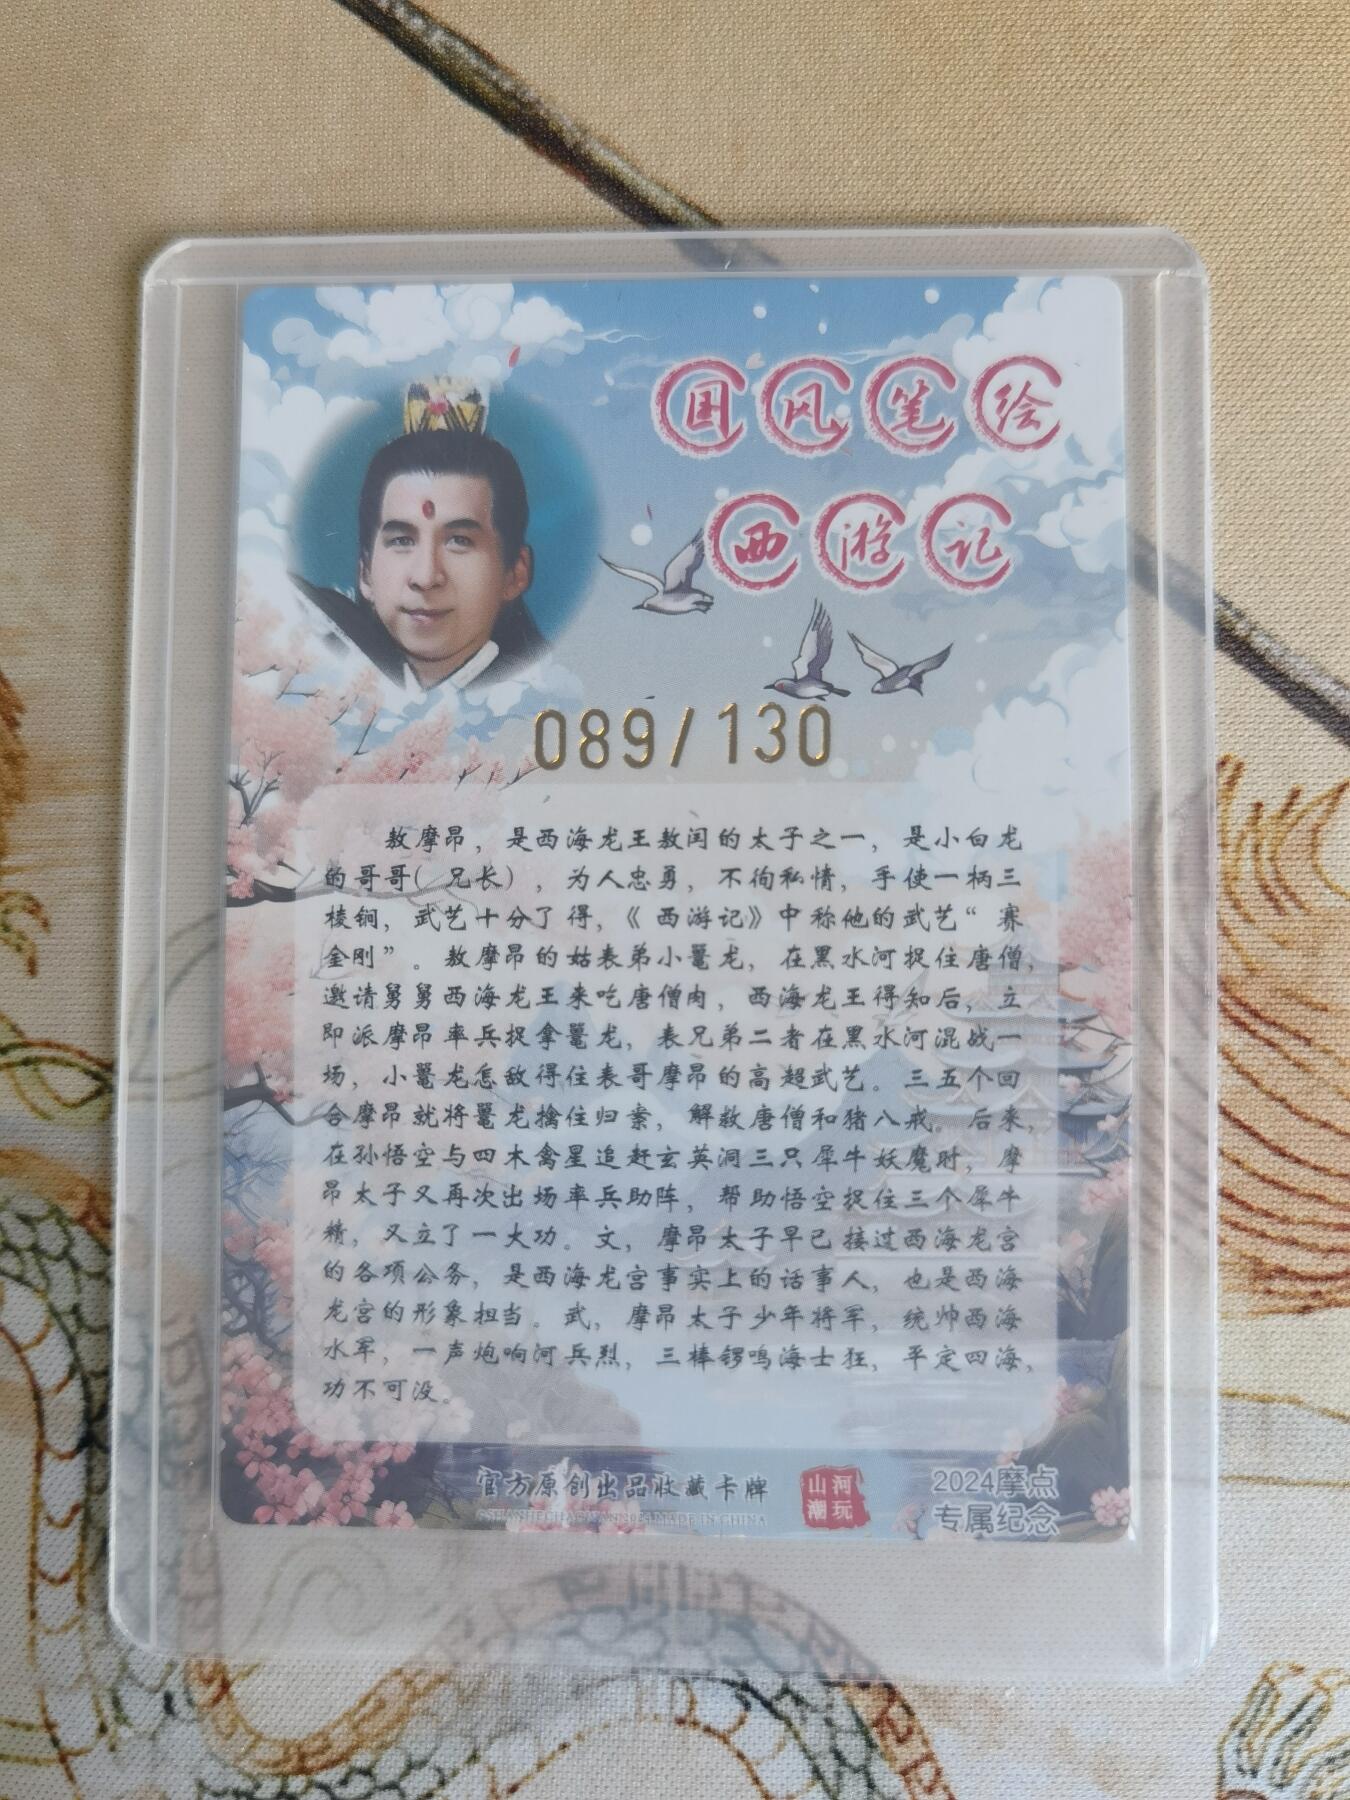 国风笔绘
西游记
089/130
敖摩昂，是西海龙王敖闰的太子之一，是小白龙
的哥哥（兄长），为人忠勇，不徇私情，手使一柄三
棱锏，武艺十分了得，《西游记》中称他的武艺“赛
金刚”。敖摩昂的姑表弟小鼍龙，在黑水河捉住唐僧，
邀请舅舅西海龙王来吃唐僧肉，西海龙王得知后，立
即派摩昂率兵捉拿鼍龙，表兄弟二者在黑水河混战一
场，小鼍龙怎敌得住表哥摩昂的高超武艺。三五个回
合摩昂就将鼍龙擒住归案，解救唐僧和猪八戒。后来，
在孙悟空与四木禽星追赶玄英洞三只犀牛妖魔时，摩
昂太子又再次出场率兵助阵，帮助悟空捉住三个犀牛
精，又立了一大功。文，摩昂太子早已接过西海龙宫
的各项公务，是西海龙宫事实上的话事人，也是西海
龙宫的形象担当。武，摩昂太子少年将军，统帅西海
水军，一声炮响河兵烈，三棒锣鸣海士狂，平定四海，
功不可没。
官方原创出品收藏卡牌
©SHANHECHAOWAN 2024 MADE IN CHINA
山河
潮玩
2024摩点
专属纪念